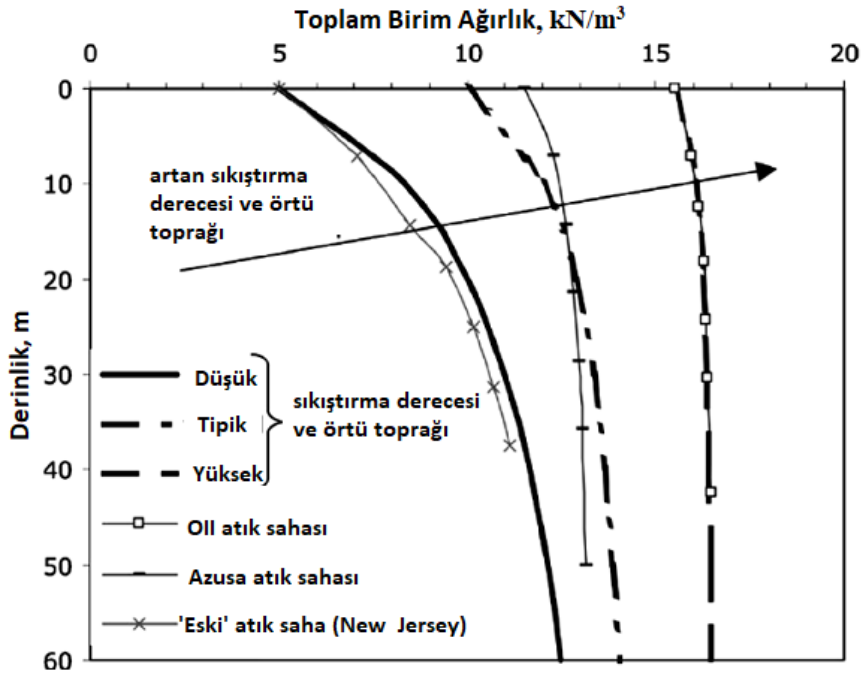 Toplam Birim Ağırlık, kN/m³
0 5 10 15 20
0
10
20
30
40
50
60
Derinlik, m
artan sıkıştırma
derecesi ve örtü
toprağı
Düşük
Tipik
Yüksek
sıkıştırma derecesi
ve örtü toprağı
OII atık sahası
Azusa atık sahası
'Eski' atık saha (New Jersey)